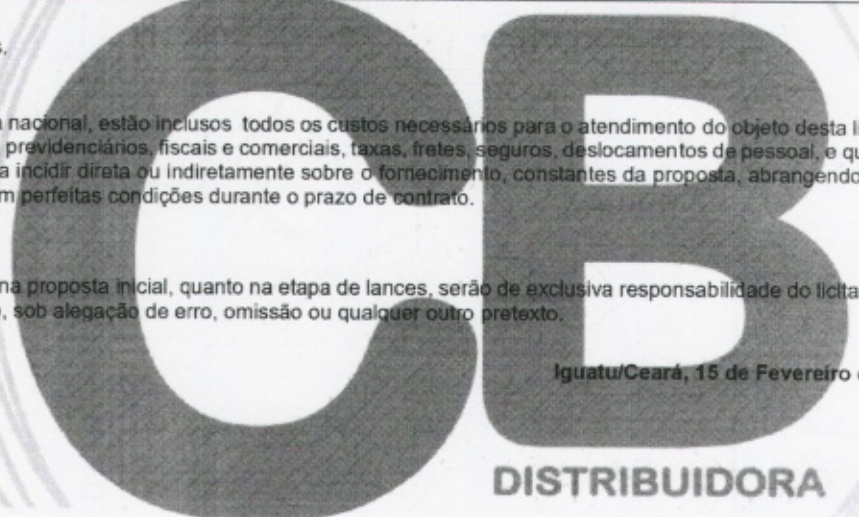 s.
nacional, estão inclusos todos os custos necessários para o atendimento do objeto desta
previdenciários, fiscais e comerciais, taxas, fretes, seguros, deslocamentos de pessoal, e qu
a incidir direta ou indiretamente sobre o fornecimento, constantes da proposta, abrangendo
m perfeitas condições durante o prazo de contrato.
na proposta inicial, quanto na etapa de lances, serão de exclusiva responsabilidade do licita
, sob alegação de erro, omissão ou qualquer outro pretexto.
Iguatu/Ceará, 15 de Fevereiro
CB
DISTRIBUIDORA